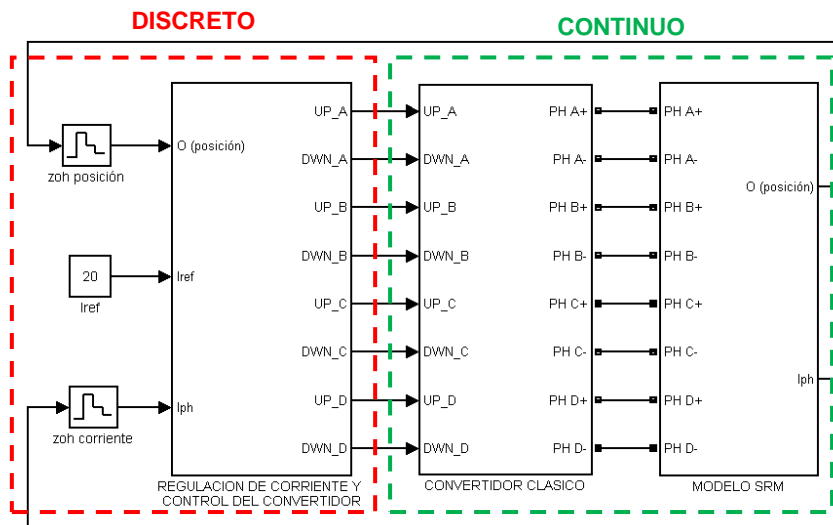 DISCRETO
CONTINUO
zoh posición
20
Iref
zoh corriente
O (posición)
Iref
Iph
UP_A
DWN_A
UP_B
DWN_B
UP_C
DWN_C
UP_D
DWN_D
REGULACION DE CORRIENTE Y
CONTROL DEL CONVERTIDOR
UP_A
DWN_A
UP_B
DWN_B
UP_C
DWN_C
UP_D
DWN_D
PH A+
PH A-
PH B+
PH B-
PH C+
PH C-
PH D+
PH D-
CONVERTIDOR CLASICO
PH A+
PH A-
PH B+
PH B-
PH C+
PH C-
PH D+
PH D-
O (posición)
Iph
MODELO SRM